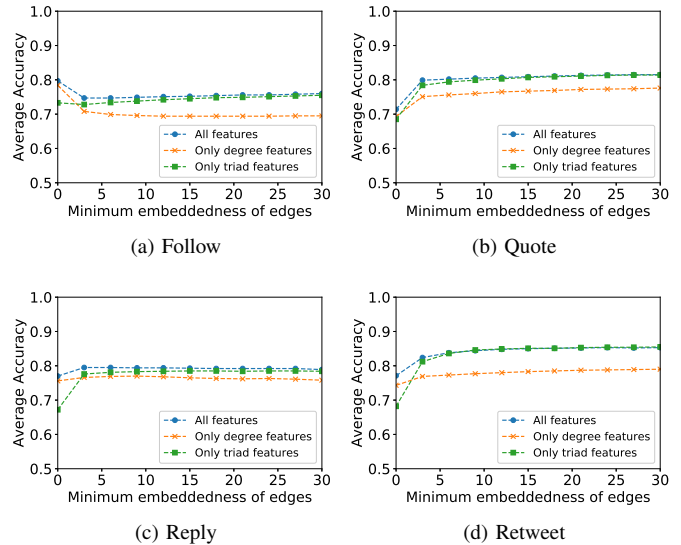 1.0
0.9
0.8
0.7
0.6
0.5
Average Accuracy
All features
Only degree features
Only triad features
0 5 10 15 20 25 30
Minimum embeddedness of edges
(a) Follow
1.0
0.9
0.8
0.7
0.6
0.5
Average Accuracy
All features
Only degree features
Only triad features
0 5 10 15 20 25 30
Minimum embeddedness of edges
(b) Quote
1.0
0.9
0.8
0.7
0.6
0.5
Average Accuracy
All features
Only degree features
Only triad features
0 5 10 15 20 25 30
Minimum embeddedness of edges
(c) Reply
1.0
0.9
0.8
0.7
0.6
0.5
Average Accuracy
All features
Only degree features
Only triad features
0 5 10 15 20 25 30
Minimum embeddedness of edges
(d) Retweet